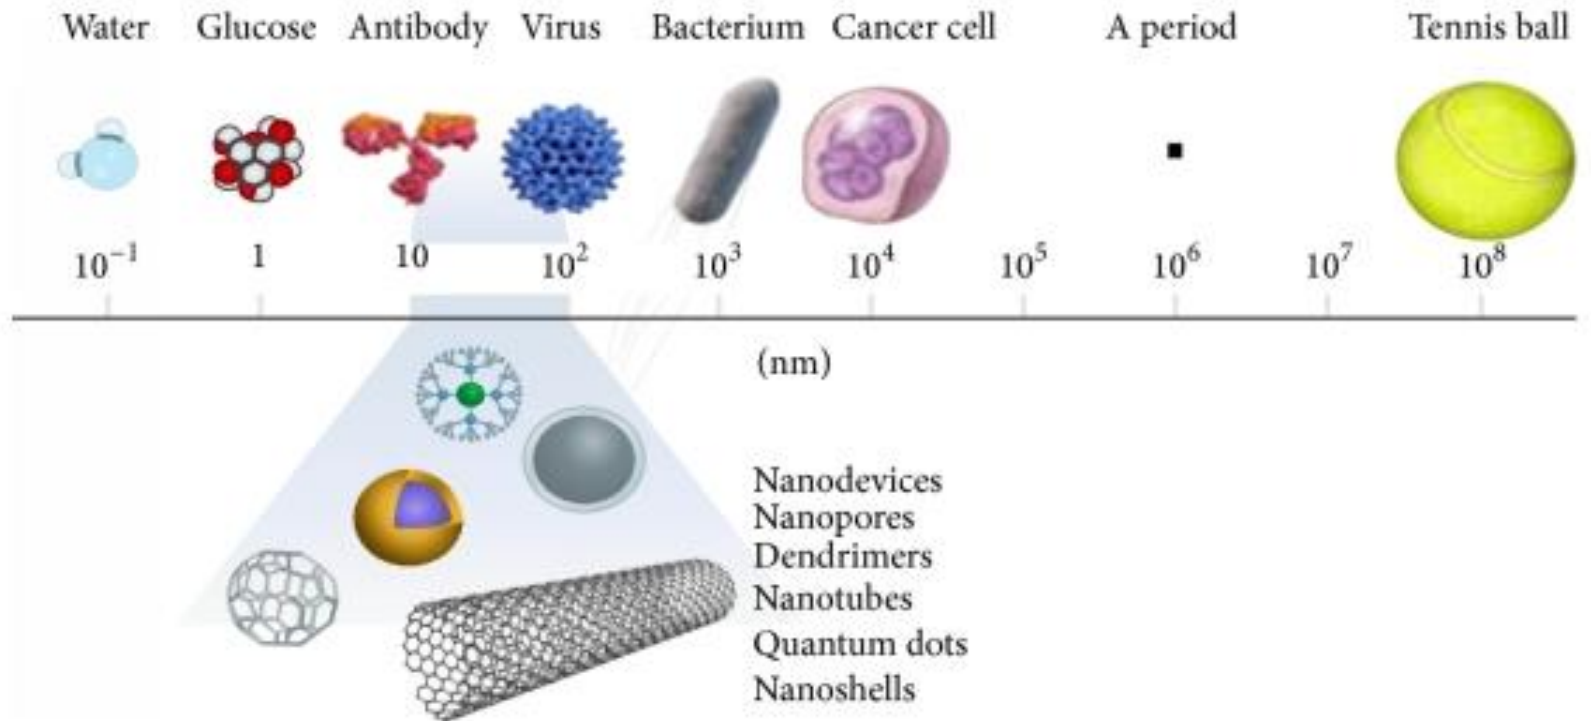 Water Glucose Antibody Virus Bacterium Cancer cell A period Tennis ball
10⁻¹ 1 10 10² 10³ 10⁴ 10⁵ 10⁶ 10⁷ 10⁸
(nm)
Nanodevices
Nanopores
Dendrimers
Nanotubes
Quantum dots
Nanoshells